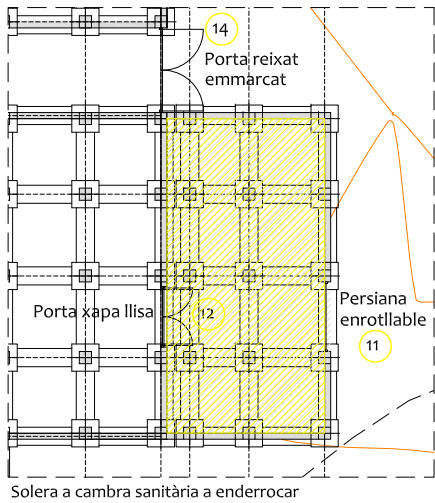 14
Porta reixat
emmarcat
Porta xapa llisa
12
Persiana
enrotllable
11
Solera a cambra sanitària a enderrocar